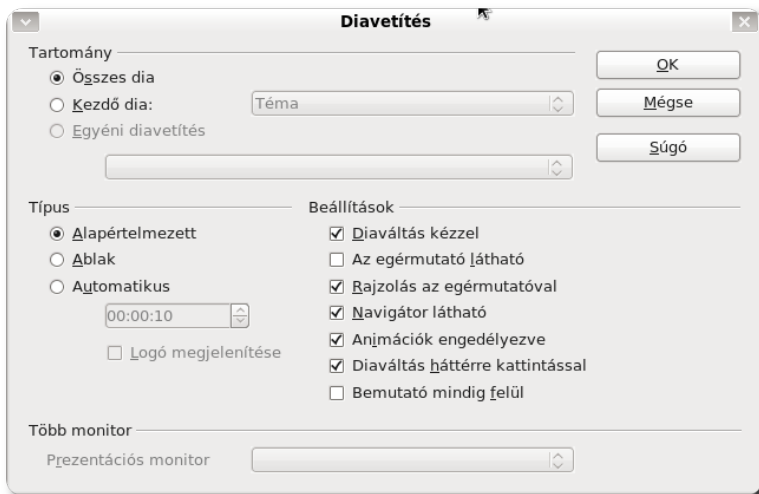 Diavetítés
Tartomány
Összes dia
Kezdő dia: Téma
Egyéni diavetítés
OK
Mégse
Súgó
Típus
Alapértelmezett
Ablak
Automatikus
00:00:10
Logó megjelenítése
Beállítások
Diaváltás kézzel
Az egérmutató látható
Rajzolás az egérmutatóval
Navigátor látható
Animációk engedélyezve
Diaváltás háttérre kattintással
Bemutató mindig felül
Több monitor
Prezentációs monitor